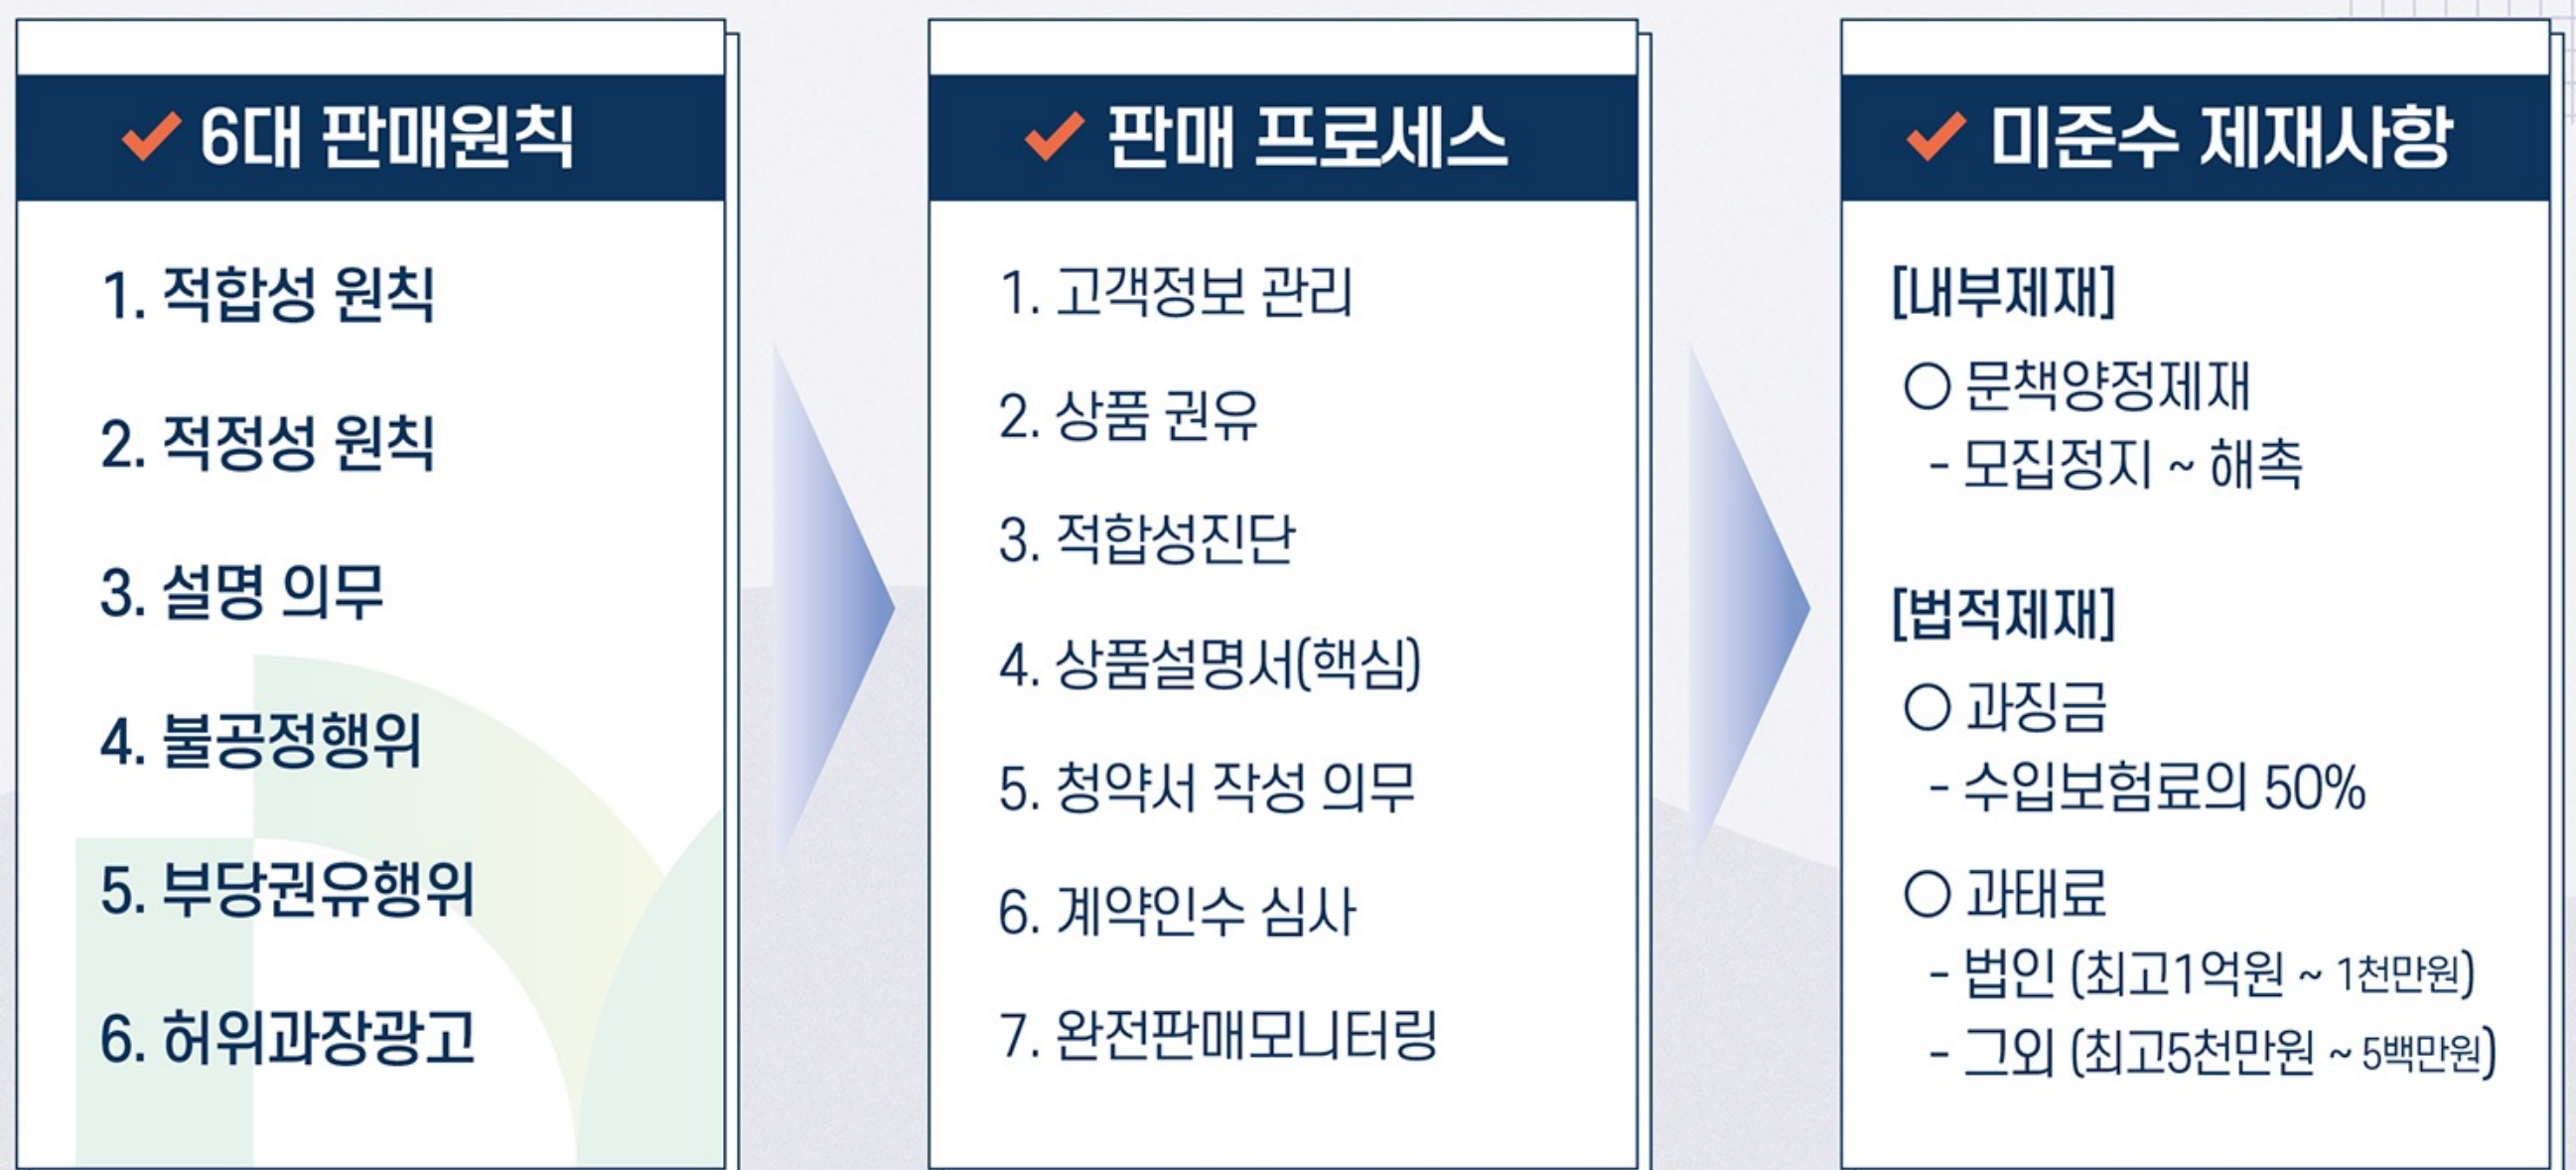 6대 판매원칙
1. 적합성 원칙
2. 적정성 원칙
3. 설명 의무
4. 불공정행위
5. 부당권유행위
6. 허위과장광고
판매 프로세스
1. 고객정보 관리
2. 상품 권유
3. 적합성진단
4. 상품설명서(핵심)
5. 청약서 작성 의무
6. 계약인수 심사
7. 완전판매모니터링
미준수 제재사항
[내부제재]
○ 문책양정제재
- 모집정지 ~ 해촉
[법적제재]
○ 과징금
- 수입보험료의 50%
○ 과태료
- 법인 (최고1억원 ~ 1천만원)
- 그외 (최고5천만원 ~ 5백만원)